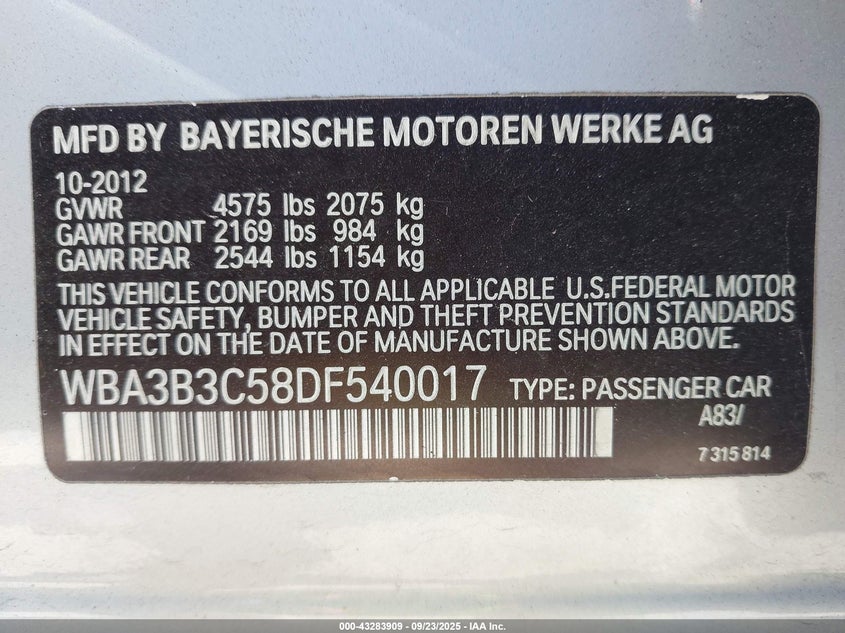 MFD BY BAYERISCHE MOTOREN WERKE AG
10-2012
GVWR 4575 lbs 2075 kg
GAWR FRONT 2169 lbs 984 kg
GAWR REAR 2544 lbs 1154 kg
THIS VEHICLE CONFORMS TO ALL APPLICABLE U.S.FEDERAL MOTOR
VEHICLE SAFETY, BUMPER AND THEFT PREVENTION STANDARDS
IN EFFECT ON THE DATE OF MANUFACTURE SHOWN ABOVE.
WBA3B3C58DF540017 TYPE: PASSENGER CAR
A83/
7 315 814
000-43283909 - 09/23/2025 - IAA Inc.